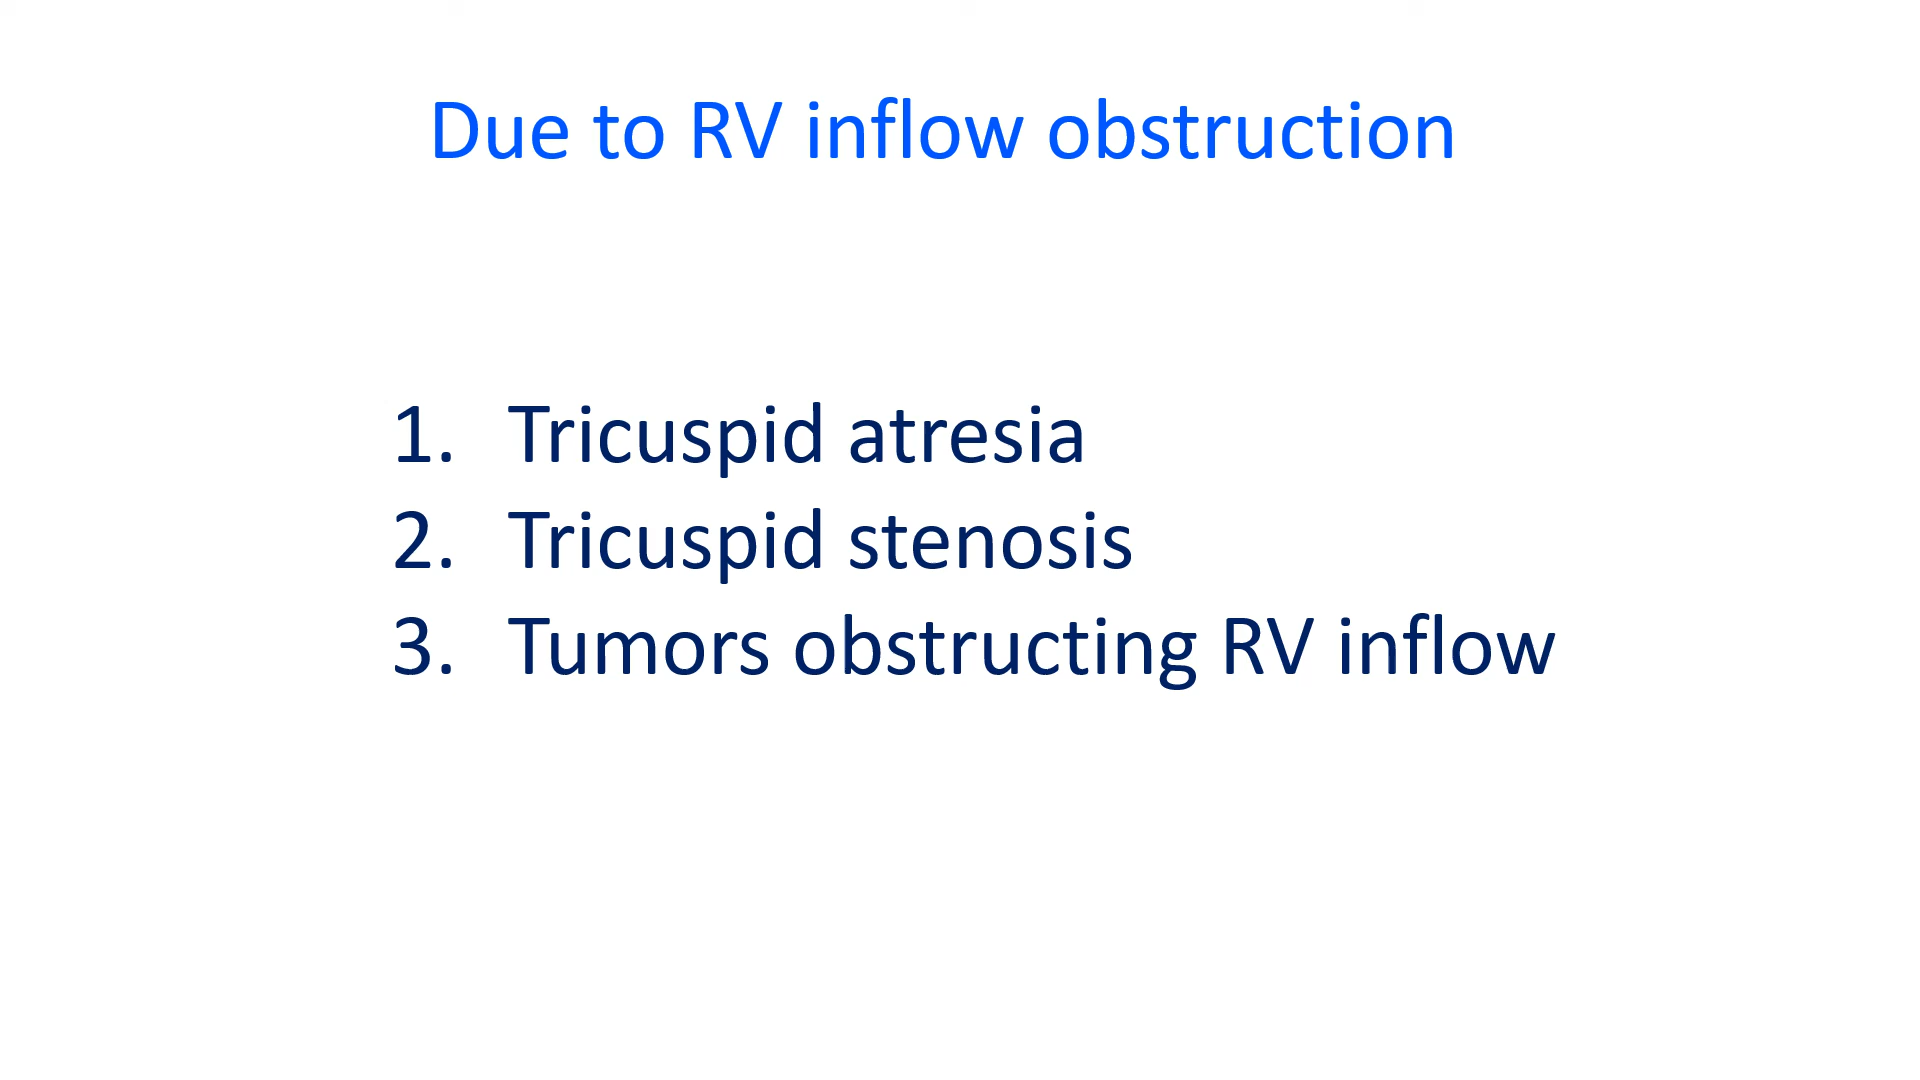 Due to RV inflow obstruction
1. Tricuspid atresia
2. Tricuspid stenosis
3. Tumors obstructing RV inflow